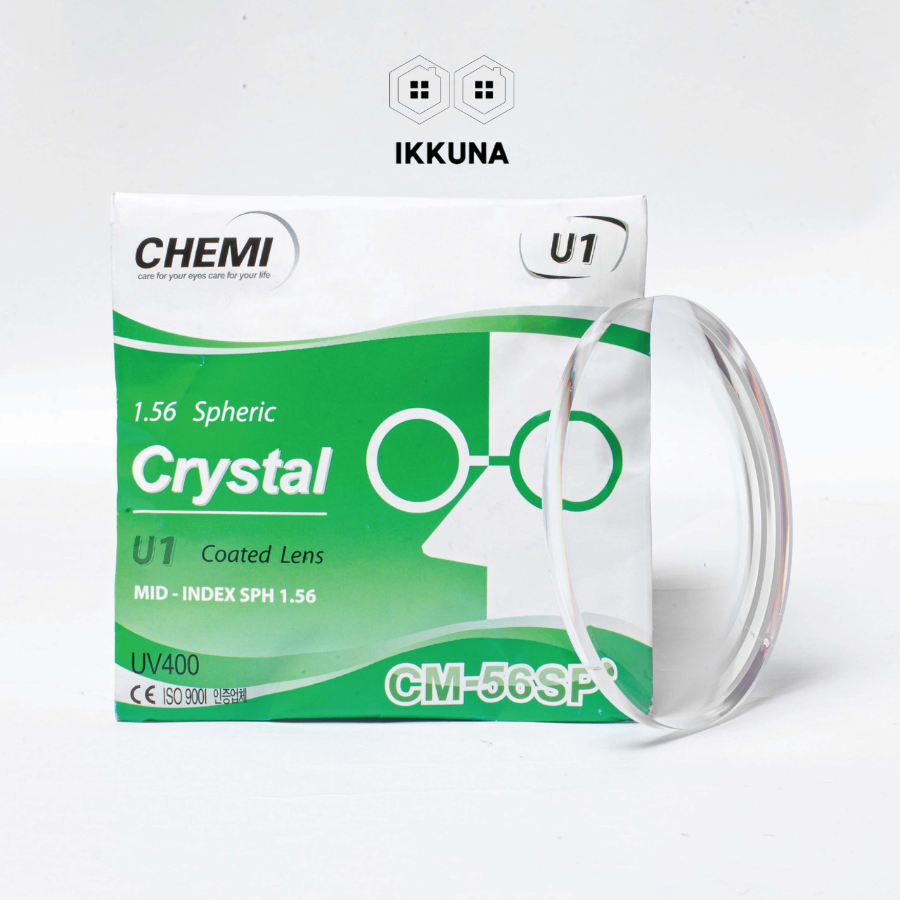 IKKUNA
CHEMI
care for your eyes care for your life
U1
1.56 Spheric
Crystal
U1 Coated Lens
MID - INDEX SPH 1.56
UV400
CE ISO 9001 인증업체
CM-56SP